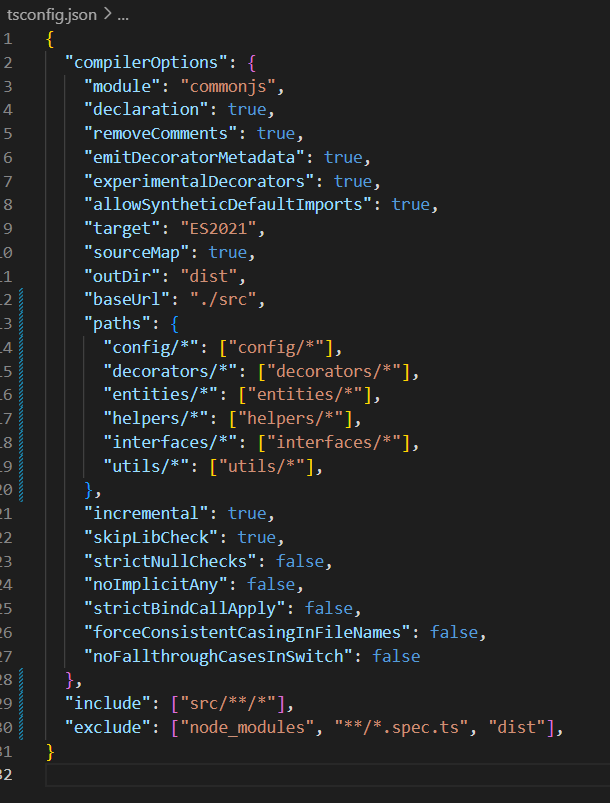 tsconfig.json > ...
1 {
2 "compilerOptions": {
3 "module": "commonjs",
4 "declaration": true,
5 "removeComments": true,
6 "emitDecoratorMetadata": true,
7 "experimentalDecorators": true,
8 "allowSyntheticDefaultImports": true,
9 "target": "ES2021",
10 "sourceMap": true,
11 "outDir": "dist",
12 "baseUrl": "./src",
13 "paths": {
14 "config/*": ["config/*"],
15 "decorators/*": ["decorators/*"],
16 "entities/*": ["entities/*"],
17 "helpers/*": ["helpers/*"],
18 "interfaces/*": ["interfaces/*"],
19 "utils/*": ["utils/*"],
20 },
21 "incremental": true,
22 "skipLibCheck": true,
23 "strictNullChecks": false,
24 "noImplicitAny": false,
25 "strictBindCallApply": false,
26 "forceConsistentCasingInFileNames": false,
27 "noFallthroughCasesInSwitch": false
28 },
29 "include": ["src/**/*"],
30 "exclude": ["node_modules", "**/*.spec.ts", "dist"],
31 }
32